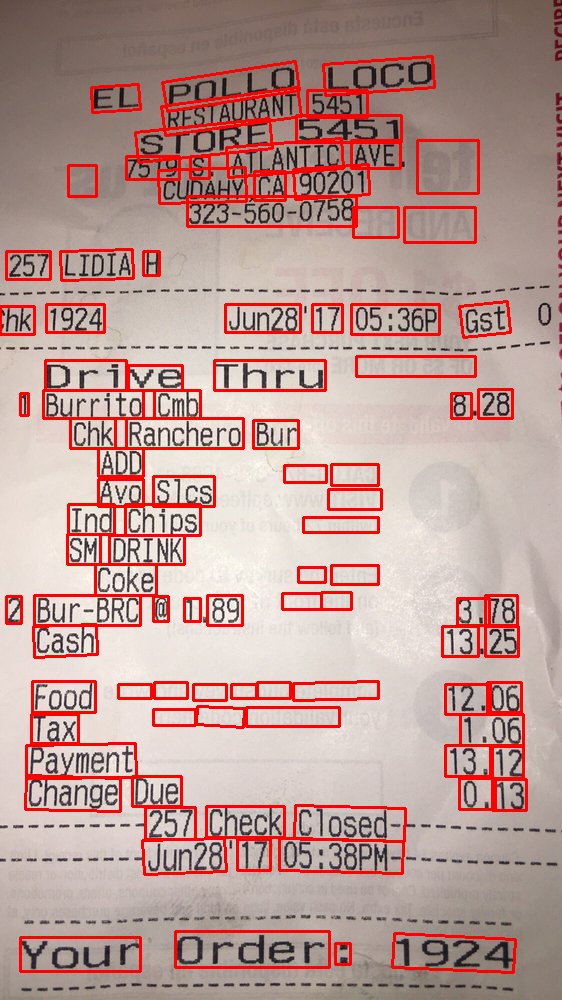 EL POLLO LOCO
RESTAURANT 5451
STORE 5451
7519 S. ATLANTIC AVE.
CUDAHY, CA 90201
323-560-0758
257 LIDIA H
Chk 1924 Jun28'17 05:36P Gst 0
Drive Thru
1 Burrito Cmb 8.28
Chk Ranchero Bur
ADD
Avo Slcs
Ind Chips
SM DRINK
Coke
2 Bur-BRC @ 1.89 3.78
Cash 13.25
Food 12.06
Tax 1.06
Payment 13.12
Change Due 0.13
----257 Check Closed----
----Jun28'17 05:38PM----
Your Order: 1924